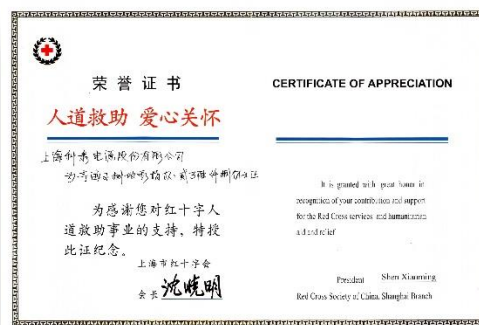 荣誉证书
人道救助 爱心关怀
上海科泰电源股份有限公司
为感谢您对红十字人
道救助事业的支持，特授
此证纪念。
上海市红十字会
会长 沈晓明
CERTIFICATE OF APPRECIATION
It is granted with great honor in
recognition of your contribution and support
for the Red Cross services and humanitarian
aid and relief
President Shen Xiaoming
Red Cross Society of China, Shanghai Branch